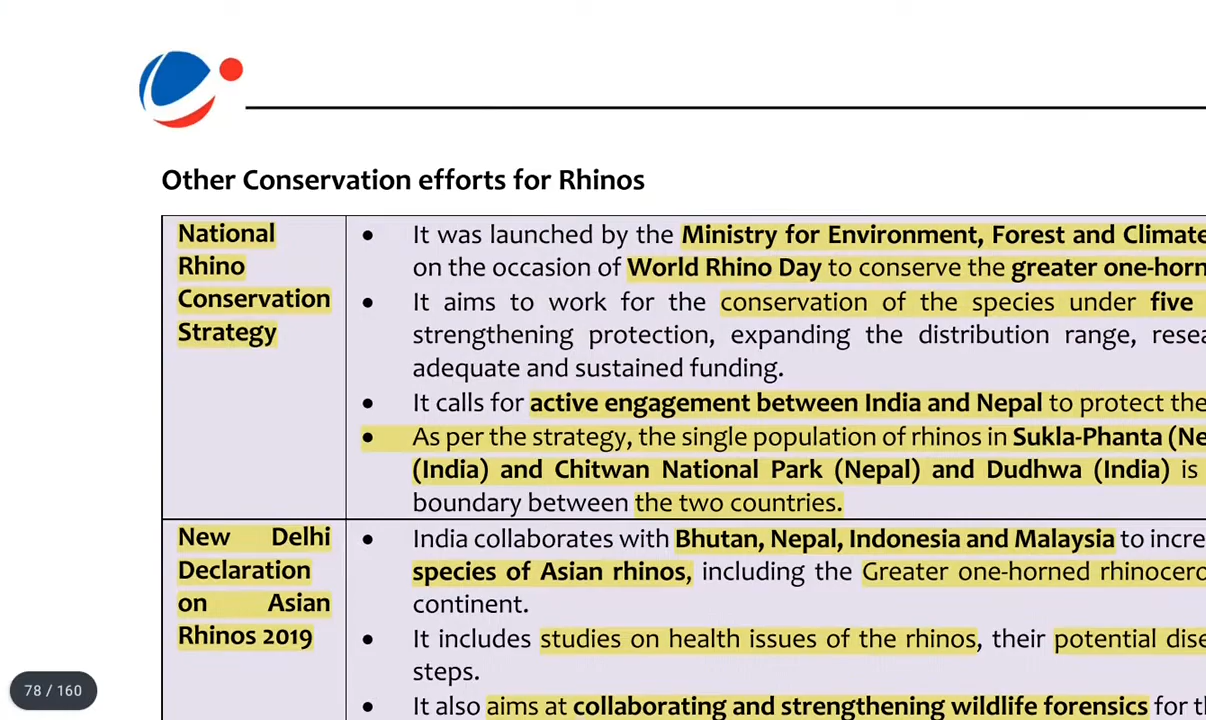 Other Conservation efforts for Rhinos
National
Rhino
Conservation
Strategy
• It was launched by the Ministry for Environment, Forest and Climate
on the occasion of World Rhino Day to conserve the greater one-horn
• It aims to work for the conservation of the species under five
strengthening protection, expanding the distribution range, resea
adequate and sustained funding.
• It calls for active engagement between India and Nepal to protect the
• As per the strategy, the single population of rhinos in Sukla-Phanta (Ne
(India) and Chitwan National Park (Nepal) and Dudhwa (India) is
boundary between the two countries.
New Delhi
Declaration
on Asian
Rhinos 2019
• India collaborates with Bhutan, Nepal, Indonesia and Malaysia to incre
species of Asian rhinos, including the Greater one-horned rhinocero
continent.
• It includes studies on health issues of the rhinos, their potential dise
steps.
• It also aims at collaborating and strengthening wildlife forensics for th
78 / 160